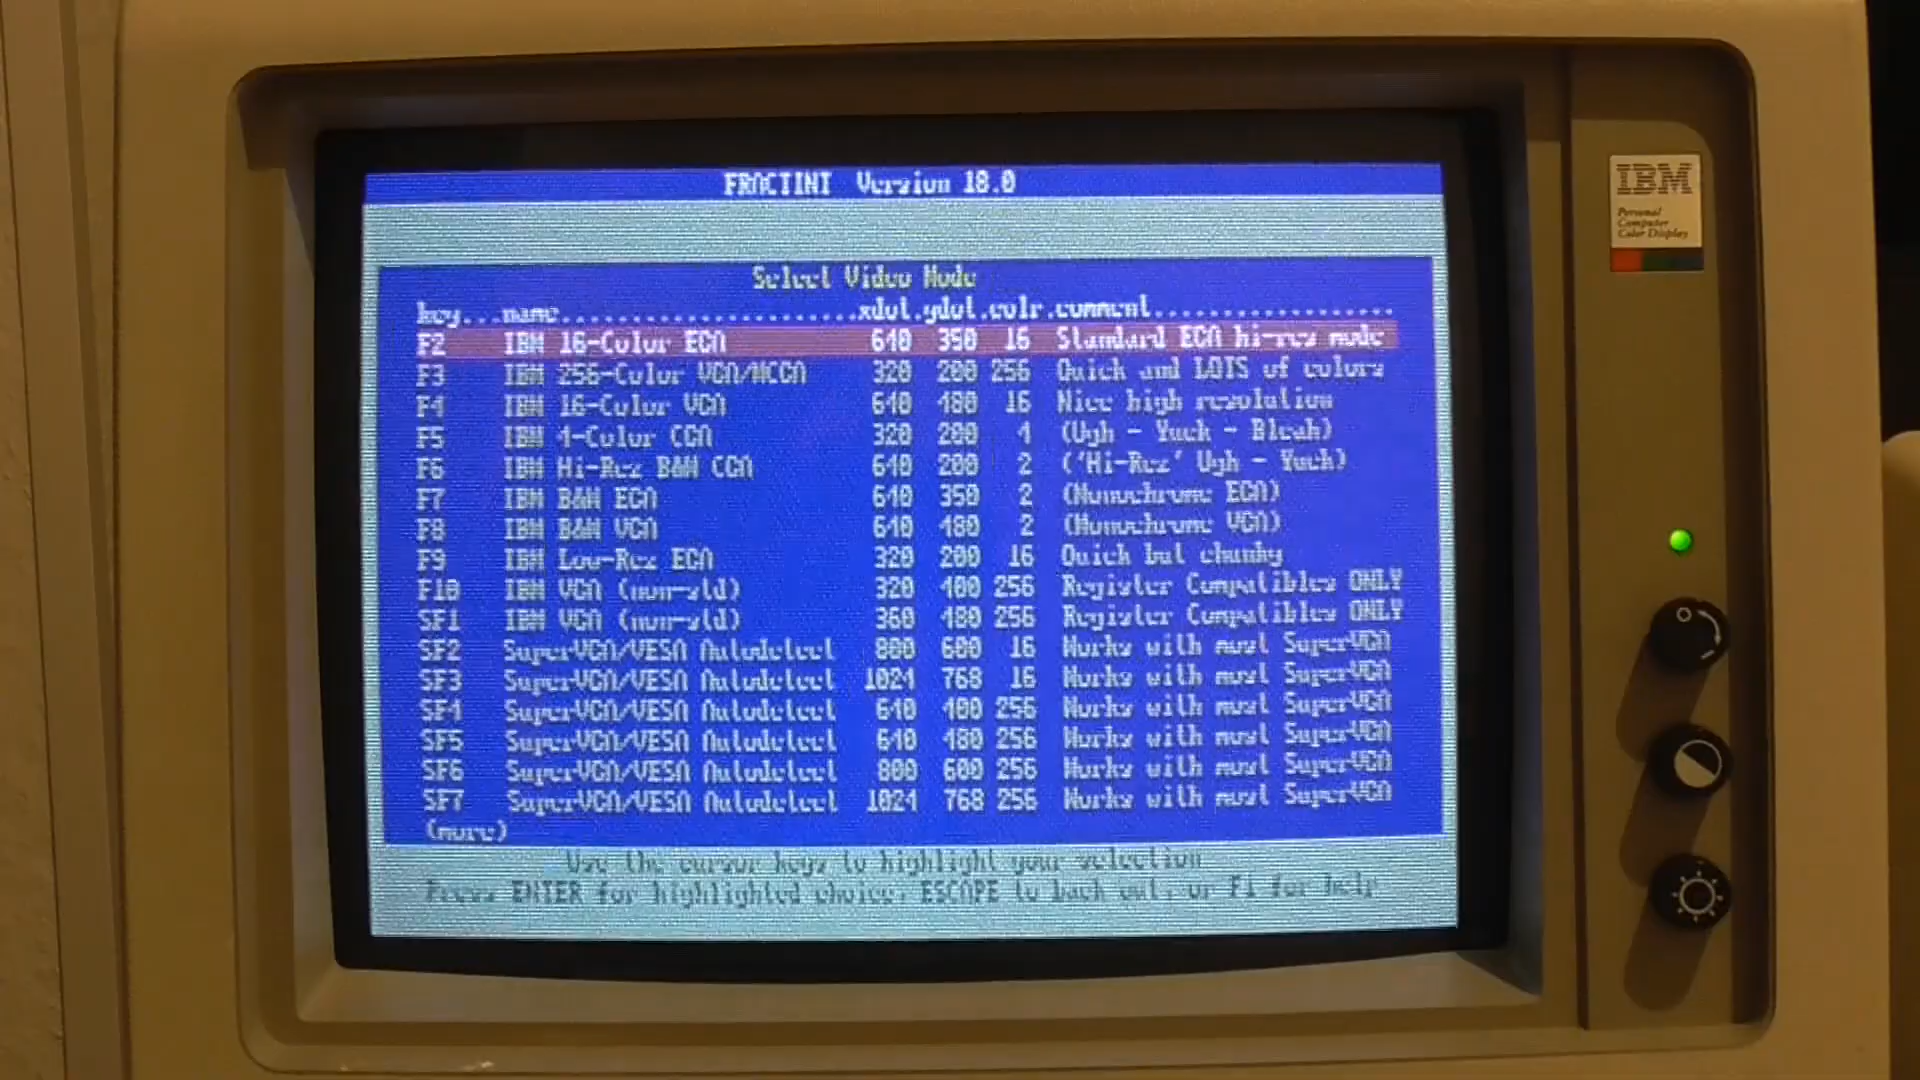 FRACTINT Version 18.0
Select Video Mode
key...name......................xdot.ydot.colr.comment..................
F2 IBM 16-Color EGA 640 350 16 Standard EGA hi-res mode
F3 IBM 256-Color VGA/MCGA 320 200 256 Quick and LOTS of colors
F4 IBM 16-Color VGA 640 480 16 Nice high resolution
F5 IBM 4-Color CGA 320 200 4 (Ugh - Yuck - Bleah)
F6 IBM Hi-Rez B&W CGA 640 200 2 ('Hi-Rez' Ugh - Yuck)
F7 IBM B&W EGA 640 350 2 (Monochrome EGA)
F8 IBM B&W VGA 640 480 2 (Monochrome VGA)
F9 IBM Low-Rez EGA 320 200 16 Quick but chunky
F10 IBM VGA (non-std) 320 400 256 Register Compatibles ONLY
SF1 IBM VGA (non-std) 360 480 256 Register Compatibles ONLY
SF2 SuperVGA/VESA Autodetect 800 600 16 Works with most SuperVGA
SF3 SuperVGA/VESA Autodetect 1024 768 16 Works with most SuperVGA
SF4 SuperVGA/VESA Autodetect 640 400 256 Works with most SuperVGA
SF5 SuperVGA/VESA Autodetect 640 480 256 Works with most SuperVGA
SF6 SuperVGA/VESA Autodetect 800 600 256 Works with most SuperVGA
SF7 SuperVGA/VESA Autodetect 1024 768 256 Works with most SuperVGA
(more)
Use the cursor keys to highlight your selection
Press ENTER for highlighted choice, ESCAPE to back out, or F1 for help
IBM
Personal
Computer
Color Display